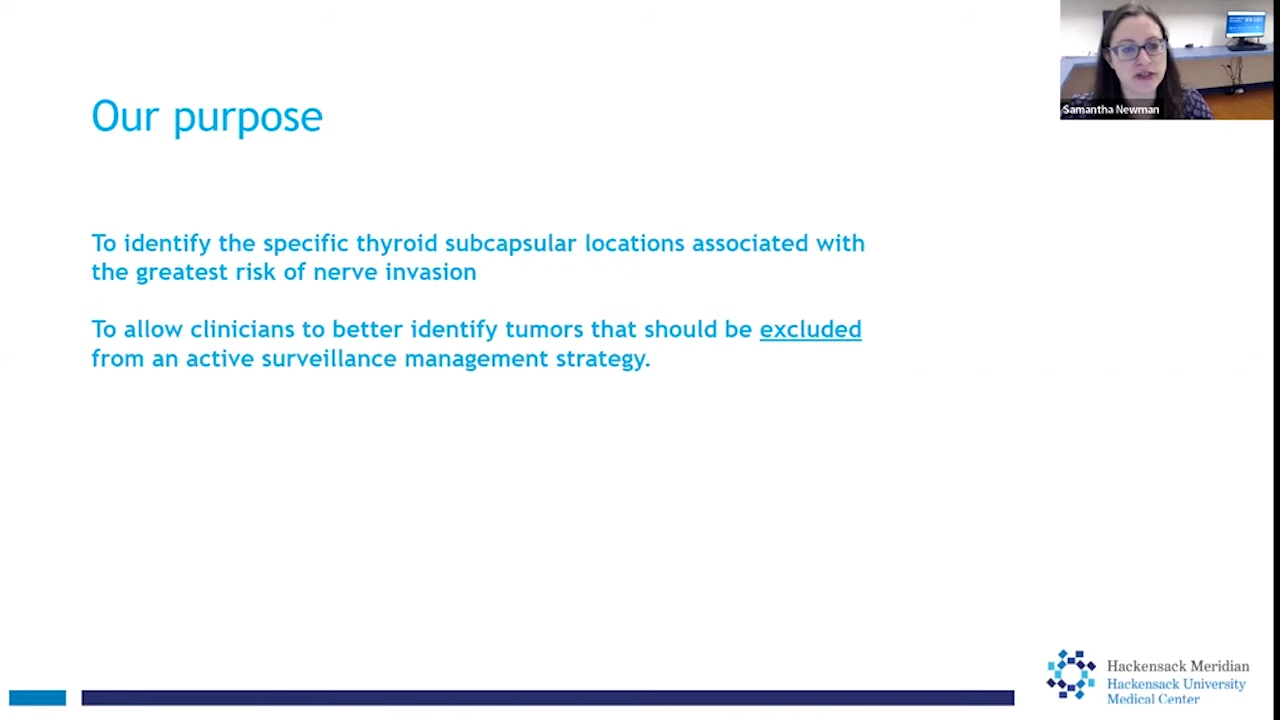 Our purpose
To identify the specific thyroid subcapsular locations associated with
the greatest risk of nerve invasion
To allow clinicians to better identify tumors that should be excluded
from an active surveillance management strategy.
Samantha Newman
Hackensack Meridian
Hackensack University
Medical Center